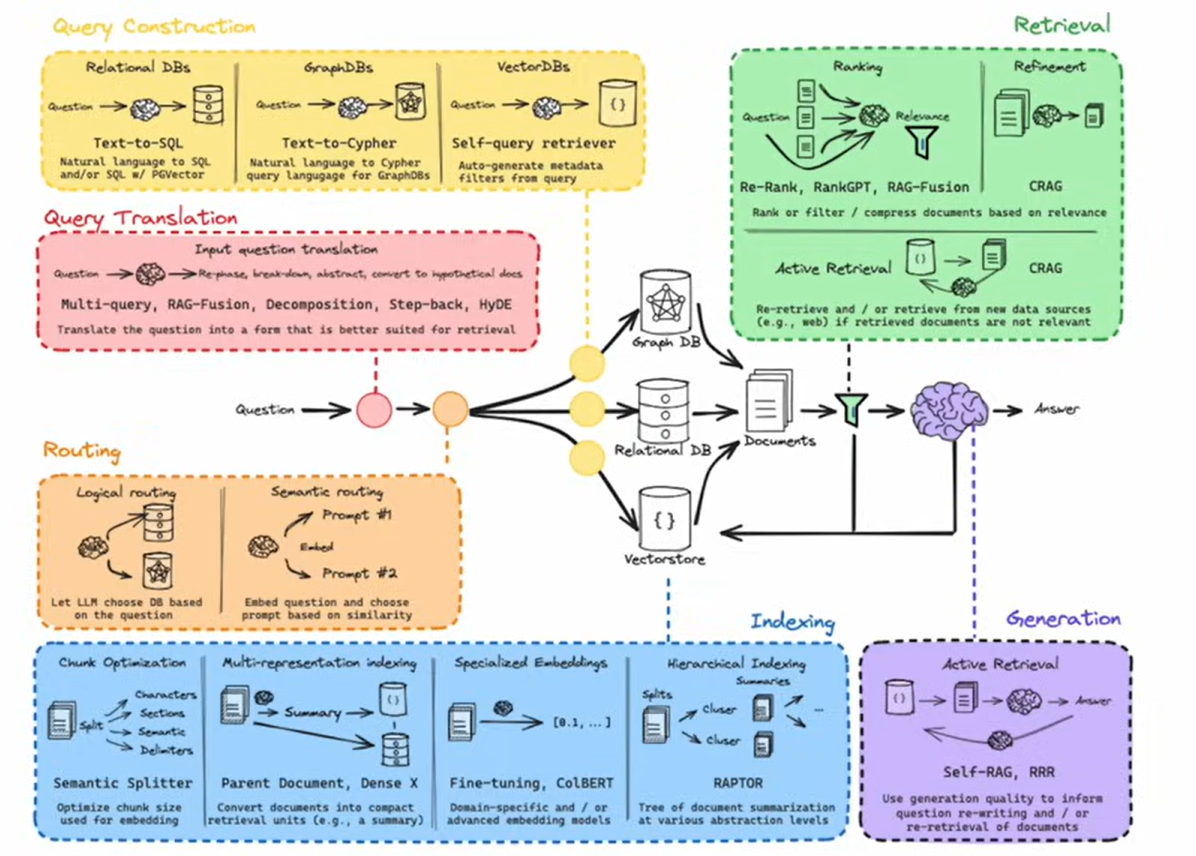 Query Construction
Relational DBs
Question
Text-to-SQL
Natural language to SQL
and/or SQL w/ PGVector
GraphDBs
Question
Text-to-Cypher
Natural language to Cypher
query langugage for GraphDBs
VectorDBs
Question
{}
Self-query retriever
Auto-generate metadata
filters from query
Retrieval
Ranking
Question
Relevance
Re-Rank, RankGPT, RAG-Fusion
Refinement
CRAG
Rank or filter / compress documents based on relevance
Active Retrieval
{}
CRAG
Re-retrieve and / or retrieve from new data sources
(e.g., web) if retrieved documents are not relevant
Query Translation
Input question translation
Question
Re-phase, break-down, abstract, convert to hypothetical docs
Multi-query, RAG-Fusion, Decomposition, Step-back, HyDE
Translate the question into a form that is better suited for retrieval
Question
Graph DB
Relational DB
{}
Vectorstore
Documents
Answer
Routing
Logical routing
Let LLM choose DB based
on the question
Semantic routing
Prompt #1
Embed
Prompt #2
Embed question and choose
prompt based on similarity
Indexing
Chunk Optimization
Split
Characters
Sections
Semantic
Delimiters
Semantic Splitter
Optimize chunk size
used for embedding
Multi-representation indexing
Summary
{}
Parent Document, Dense X
Convert documents into compact
retrieval units (e.g., a summary)
Specialized Embeddings
[0.1, ...]
Fine-tuning, ColBERT
Domain-specific and / or
advanced embedding models
Hierarchical Indexing
Summaries
Splits
Cluser
Cluser
...
RAPTOR
Tree of document summarization
at various abstraction levels
Generation
Active Retrieval
{}
Answer
Self-RAG, RRR
Use generation quality to inform
question re-writing and / or
re-retrieval of documents